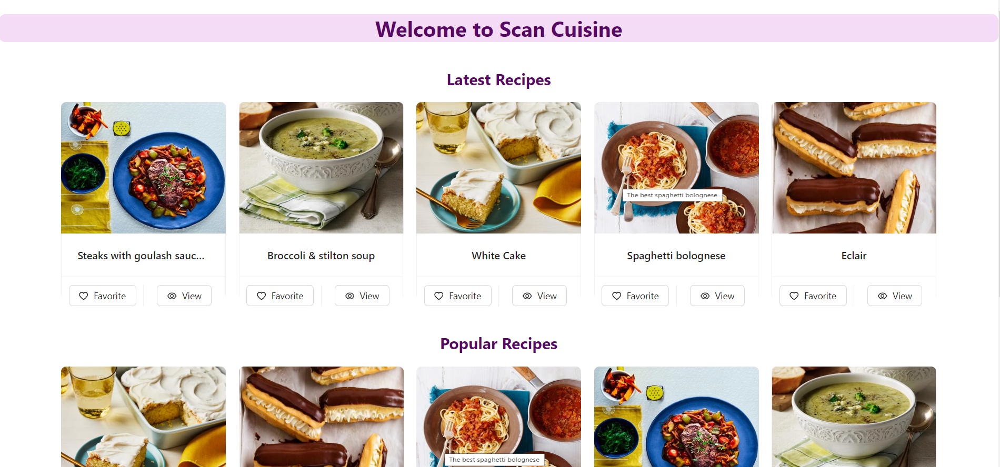 Welcome to Scan Cuisine
Latest Recipes
The best spaghetti bolognese
Steaks with goulash sauc...
Broccoli & stilton soup
White Cake
Spaghetti bolognese
Eclair
Favorite
View
Favorite
View
Favorite
View
Favorite
View
Favorite
View
Popular Recipes
The best spaghetti bolognese